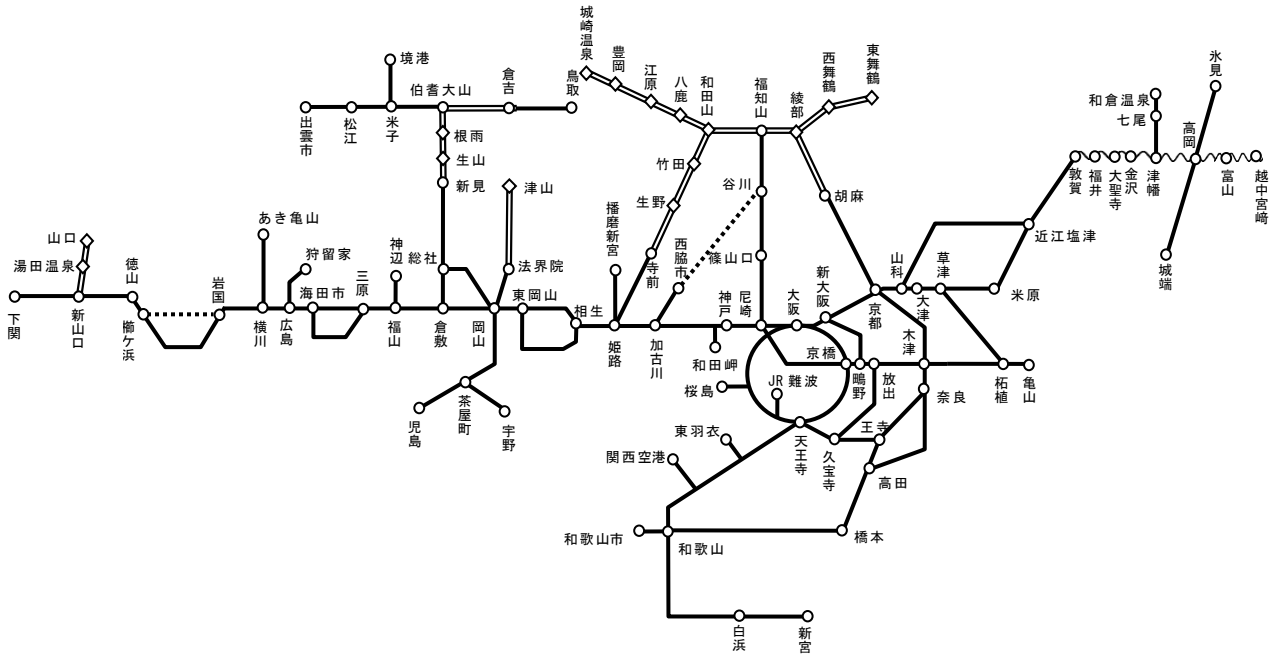 城崎温泉
豊岡
江原
八鹿
和田山
福知山
綾部
西舞鶴
東舞鶴
氷見
境港
伯耆大山
倉吉
鳥取
和倉温泉
七尾
高岡
出雲市
松江
米子
根雨
生山
新見
津山
竹田
生野
谷川
胡麻
敦賀
福井
大聖寺
金沢
津幡
富山
越中宮崎
あき亀山
山口
湯田温泉
徳山
狩留家
神辺
総社
法界院
播磨新宮
寺前
西脇市
篠山口
新大阪
山科
草津
近江塩津
城端
岩国
海田市
三原
東岡山
相生
神戸
尼崎
大阪
京都
大津
米原
下関
新山口
櫛ケ浜
横川
広島
福山
倉敷
岡山
姫路
加古川
和田岬
京橋
木津
桜島
JR難波
鴫野
放出
奈良
柘植
亀山
茶屋町
児島
宇野
東羽衣
関西空港
天王寺
久宝寺
王寺
高田
和歌山市
和歌山
橋本
白浜
新宮